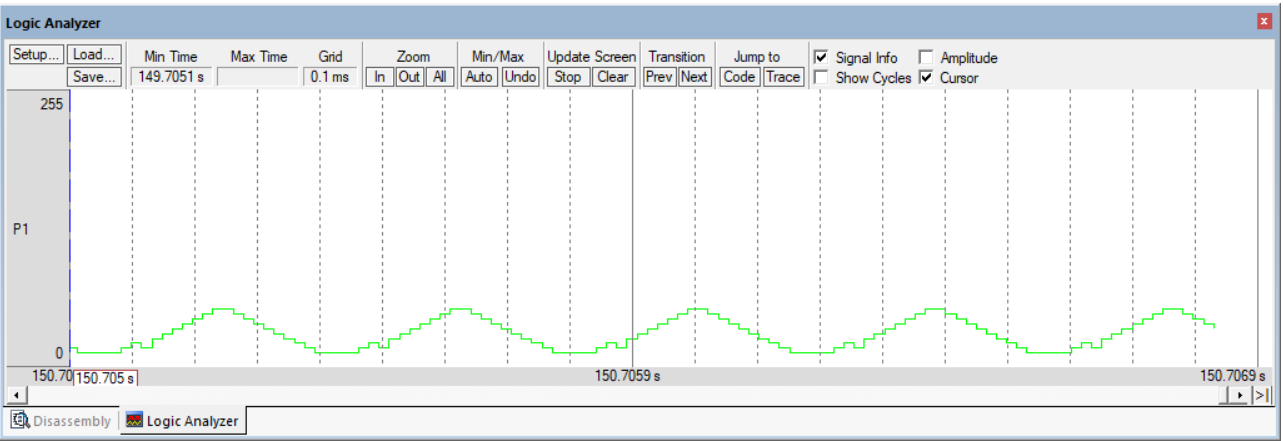 Logic Analyzer
Setup... Load... Min Time Max Time Grid Zoom Min/Max Update Screen Transition Jump to Signal Info Amplitude
Save... 149.7051 s 0.1 ms In Out All Auto Undo Stop Clear Prev Next Code Trace Show Cycles Cursor
255
P1
0
150.70 150.705 s 150.7059 s 150.7069 s
Disassembly Logic Analyzer